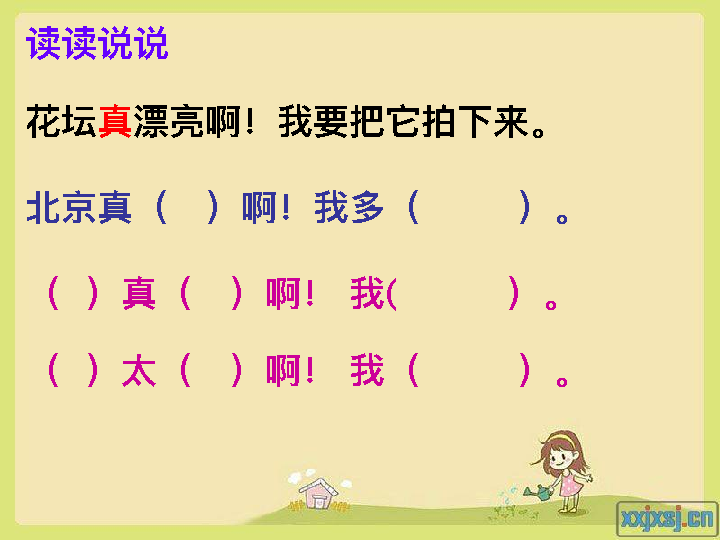 读读说说
花坛真漂亮啊！我要把它拍下来。
北京真（ ）啊！我多（ ）。
（ ）真（ ）啊！ 我( ）。
（ ）太（ ）啊！ 我（ ）。
xxjxsj.cn